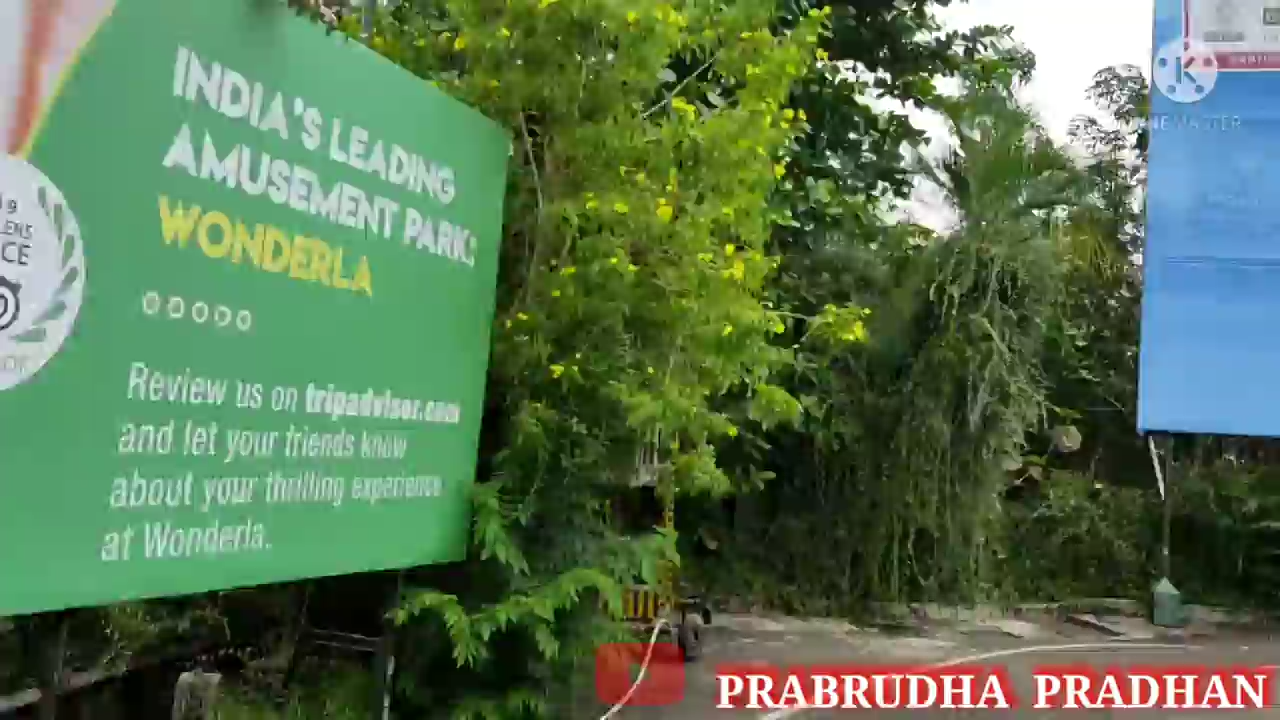 INDIA'S LEADING
AMUSEMENT PARK:
WONDERLA
Review us on tripadvisor.com
and let your friends know
about your thrilling experience
at Wonderla.
PRABRUDHA PRADHAN